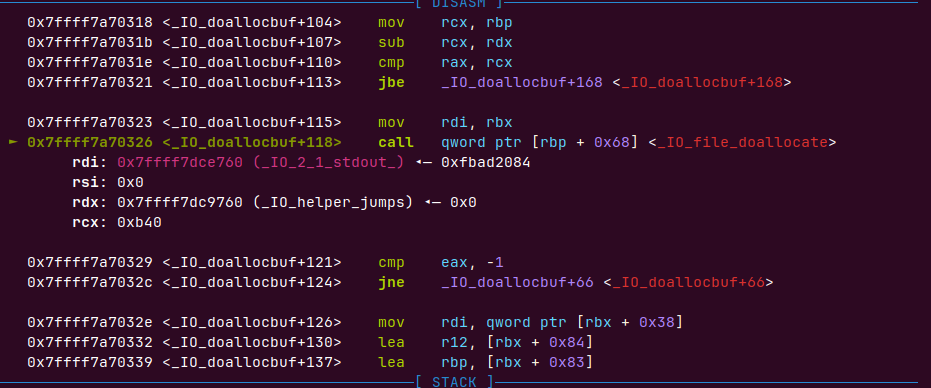 [ DISASM ]
0x7ffff7a70318 <_IO_doallocbuf+104> mov rcx, rbp
0x7ffff7a7031b <_IO_doallocbuf+107> sub rcx, rdx
0x7ffff7a7031e <_IO_doallocbuf+110> cmp rax, rcx
0x7ffff7a70321 <_IO_doallocbuf+113> jbe _IO_doallocbuf+168 <_IO_doallocbuf+168>
0x7ffff7a70323 <_IO_doallocbuf+115> mov rdi, rbx
► 0x7ffff7a70326 <_IO_doallocbuf+118> call qword ptr [rbp + 0x68] <_IO_file_doallocate>
rdi: 0x7ffff7dce760 (_IO_2_1_stdout_) ◂— 0xfbad2084
rsi: 0x0
rdx: 0x7ffff7dc9760 (_IO_helper_jumps) ◂— 0x0
rcx: 0xb40
0x7ffff7a70329 <_IO_doallocbuf+121> cmp eax, -1
0x7ffff7a7032c <_IO_doallocbuf+124> jne _IO_doallocbuf+66 <_IO_doallocbuf+66>
0x7ffff7a7032e <_IO_doallocbuf+126> mov rdi, qword ptr [rbx + 0x38]
0x7ffff7a70332 <_IO_doallocbuf+130> lea r12, [rbx + 0x84]
0x7ffff7a70339 <_IO_doallocbuf+137> lea rbp, [rbx + 0x83]
[ STACK ]